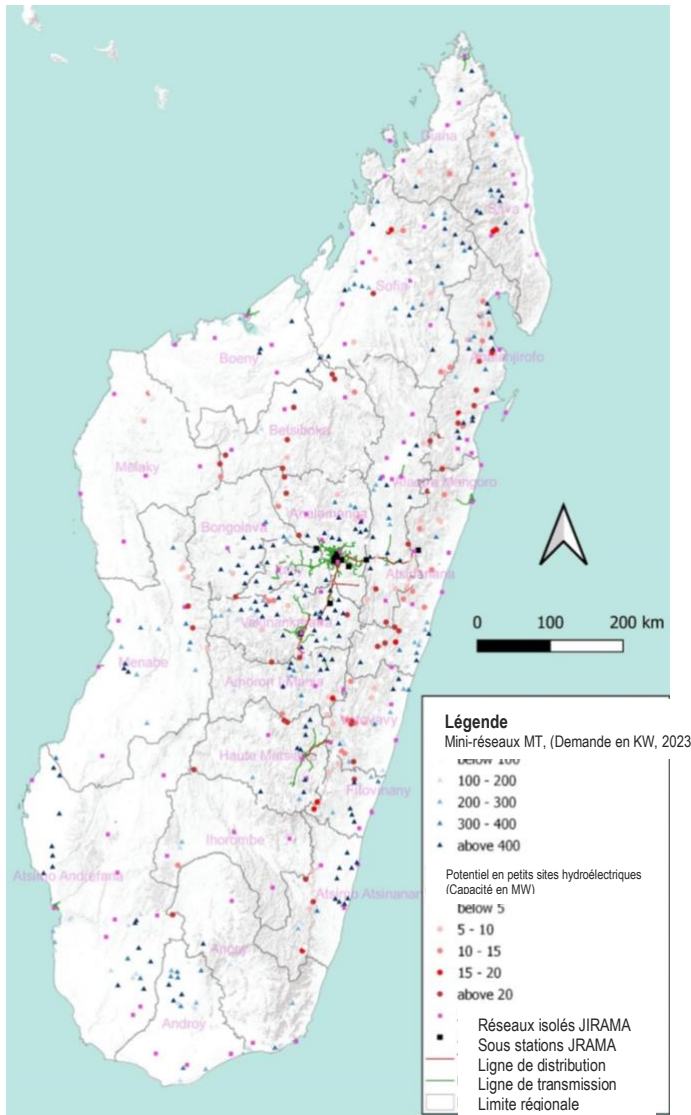 Diana
Sava
Sofia
Boeny
Analanjirofo
Betsiboka
Melaky
Alaotra Mangoro
Analamanga
Bongolava
Atsinanana
Vakinankaratra
Menabe
Amoron I Mania
Vatovavy
Haute Matsiatra
Fitovinany
Ihorombe
Atsimo Andrefana
Atsimo Atsinanan
Anosy
Androy
0 100 200 km
Légende
Mini-réseaux MT, (Demande en KW, 2023
below 100
100 - 200
200 - 300
300 - 400
above 400
Potentiel en petits sites hydroélectriques
(Capacité en MW)
below 5
5 - 10
10 - 15
15 - 20
above 20
Réseaux isolés JIRAMA
Sous stations JRAMA
Ligne de distribution
Ligne de transmission
Limite régionale